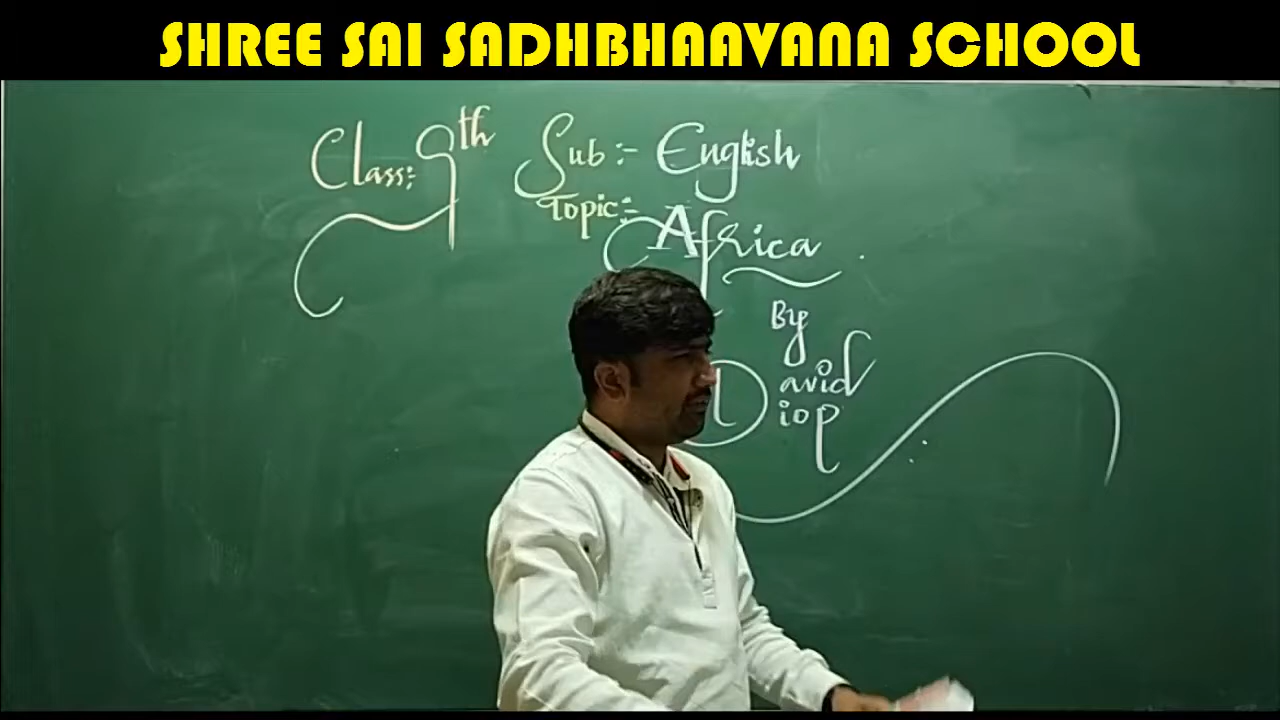 SHREE SAI SADHBHAAVANA SCHOOL
Class:- 9th Sub :- English
Topic:- Africa
By
David
Diop